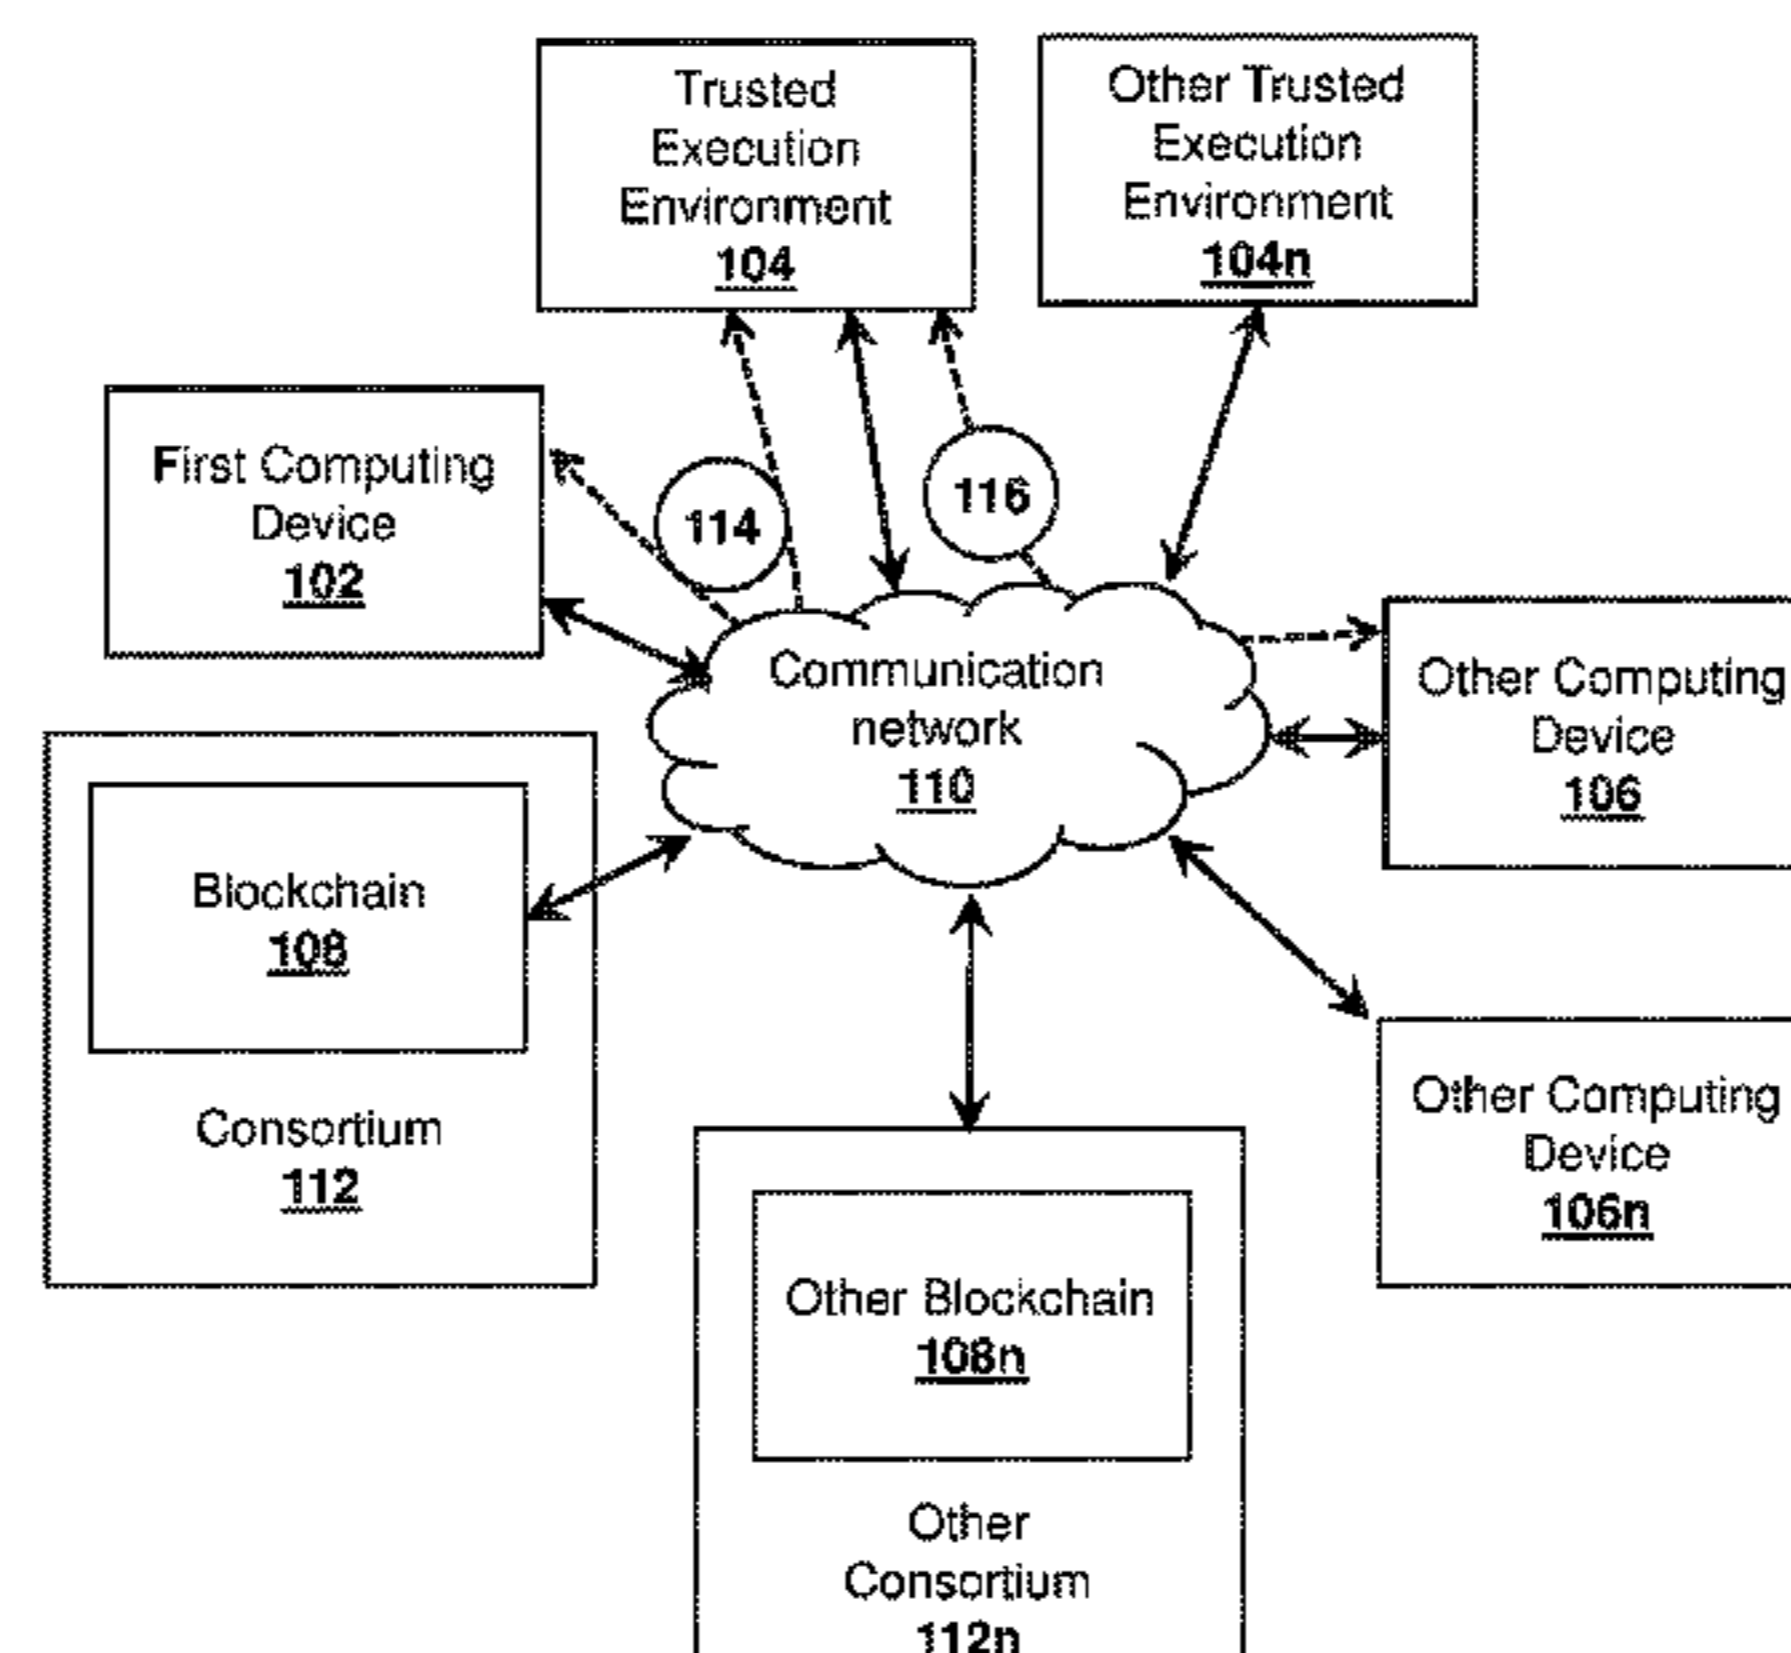 Trusted
Execution
Environment
104
Other Trusted
Execution
Environment
104n
First Computing
Device
102
114
116
Communication
network
110
Other Computing
Device
106
Blockchain
108
Consortium
112
Other Computing
Device
106n
Other Blockchain
108n
Other
Consortium
112n